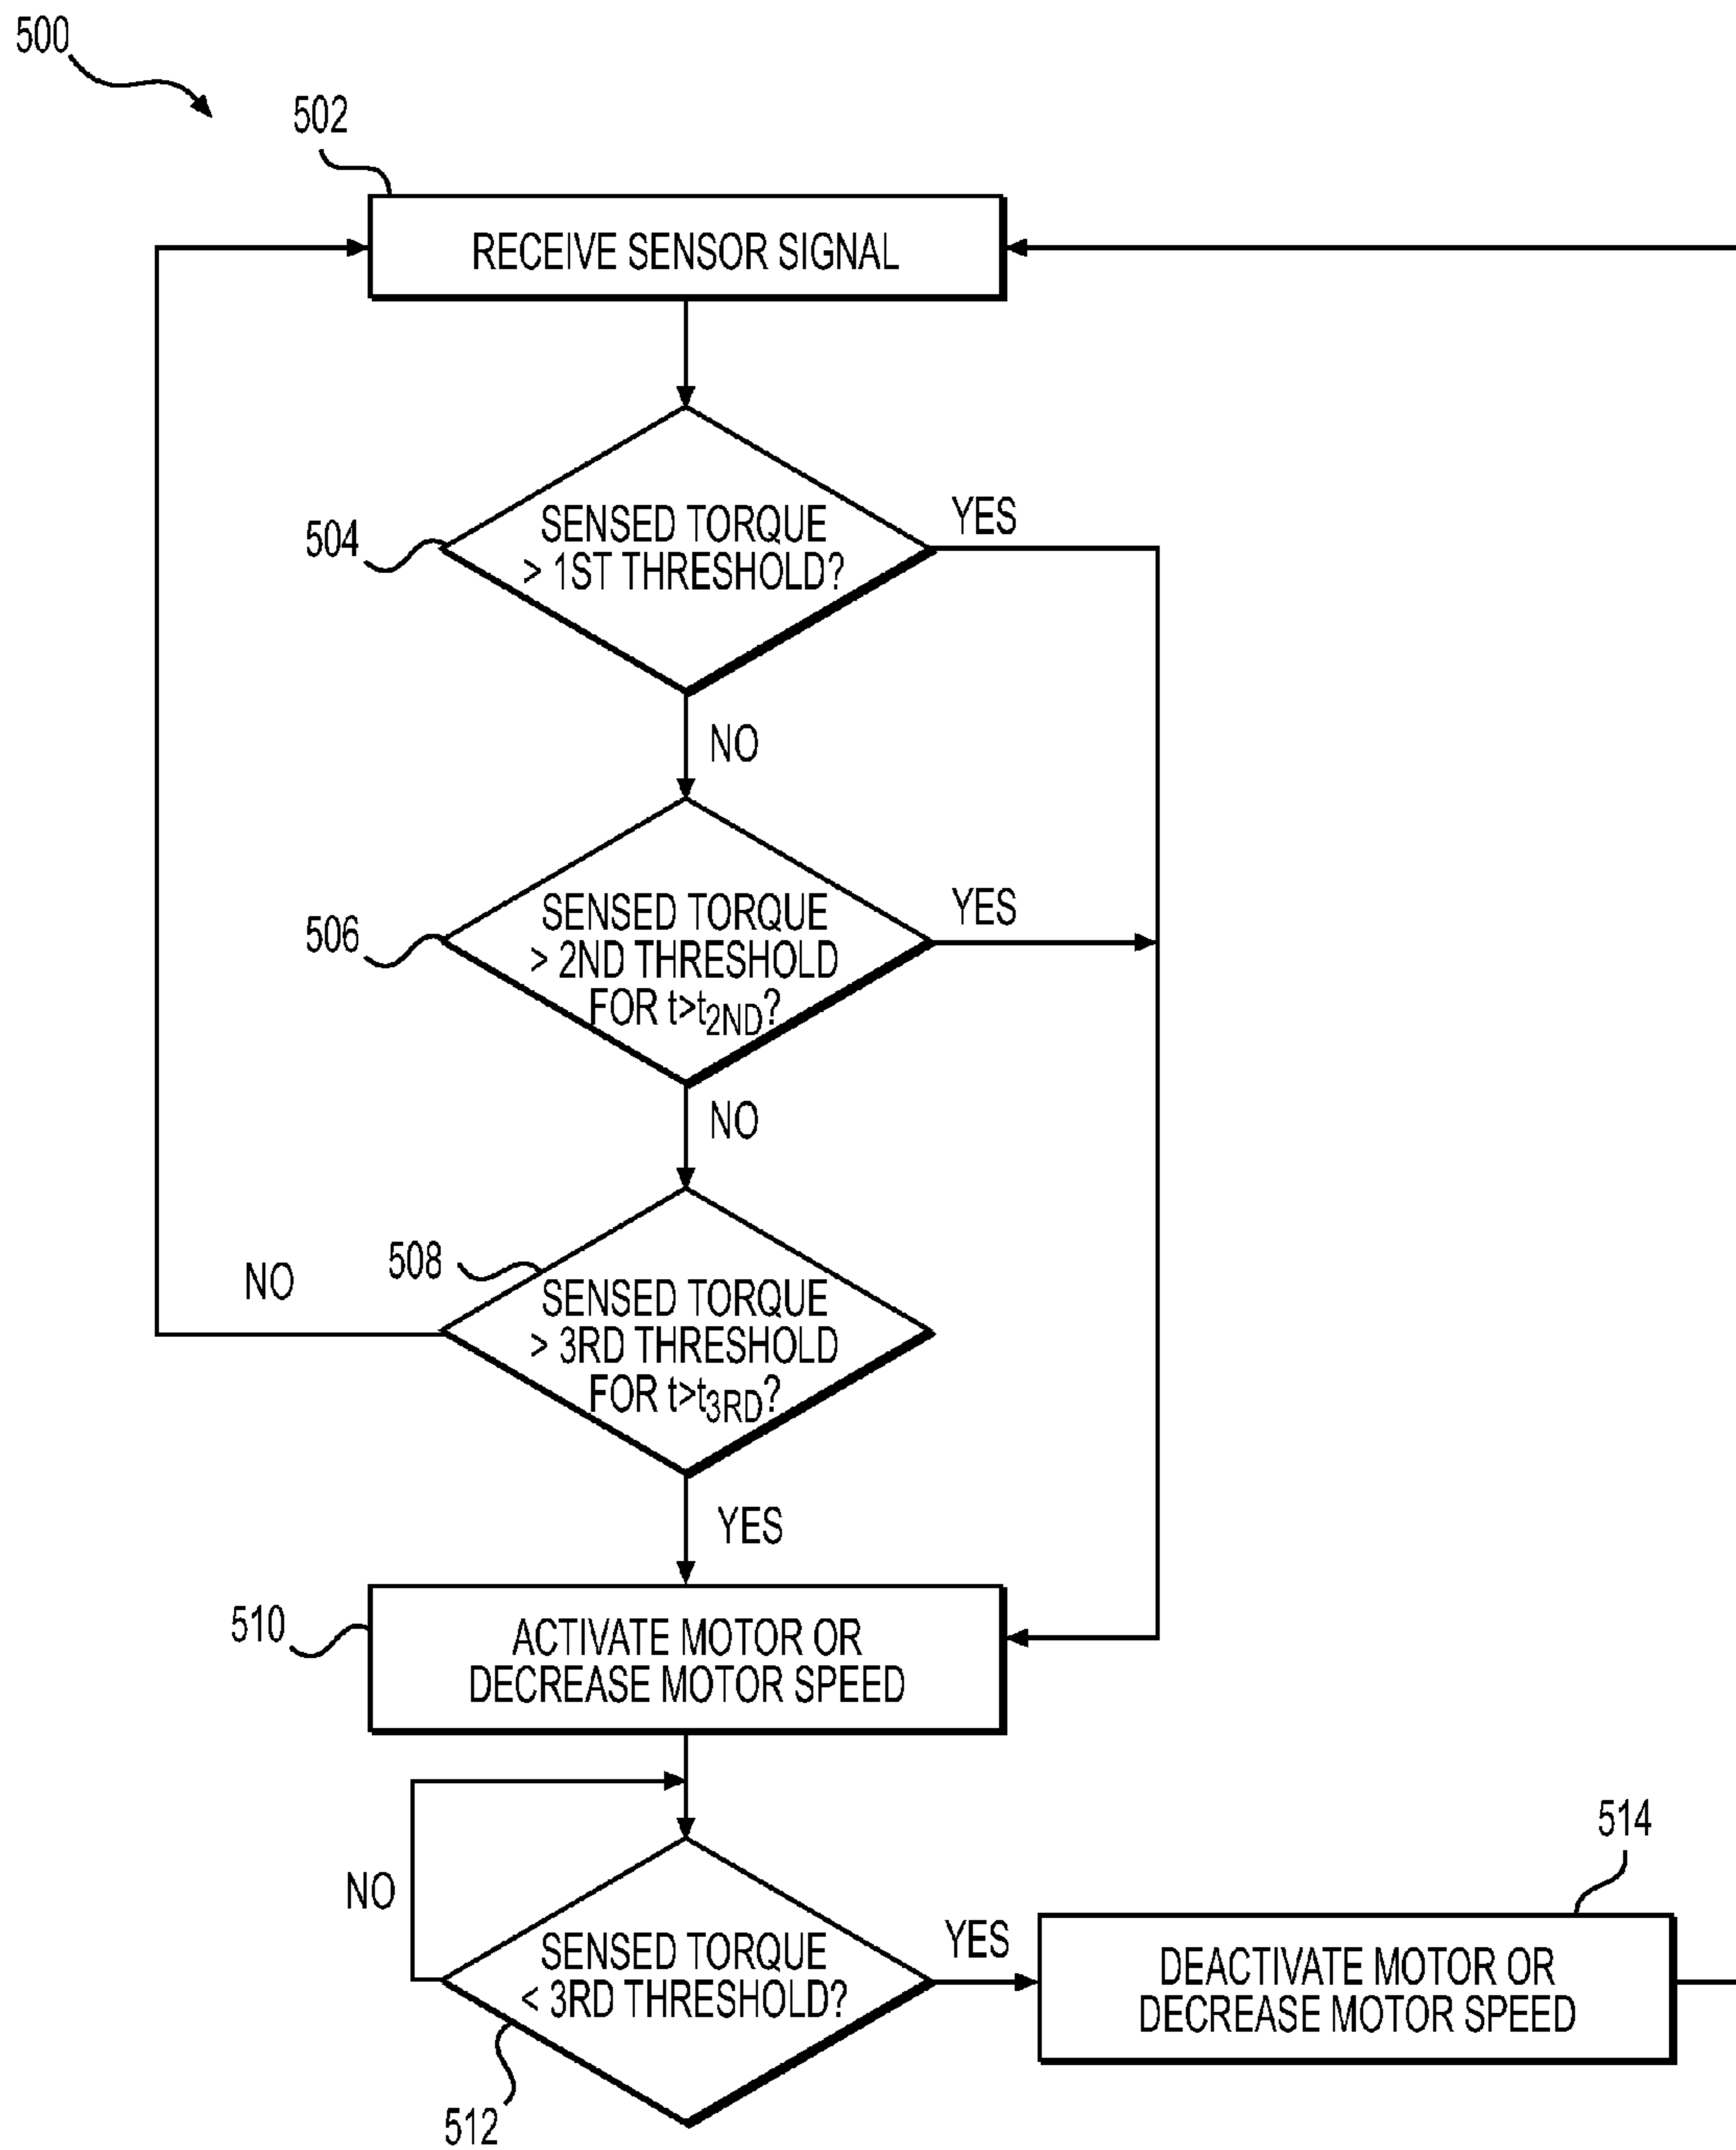 500
502
RECEIVE SENSOR SIGNAL
504
SENSED TORQUE
> 1ST THRESHOLD?
YES
NO
506
SENSED TORQUE
> 2ND THRESHOLD
FOR t>t2ND?
YES
NO
508
SENSED TORQUE
> 3RD THRESHOLD
FOR t>t3RD?
NO
YES
510
ACTIVATE MOTOR OR
DECREASE MOTOR SPEED
NO
SENSED TORQUE
< 3RD THRESHOLD?
512
YES
514
DEACTIVATE MOTOR OR
DECREASE MOTOR SPEED